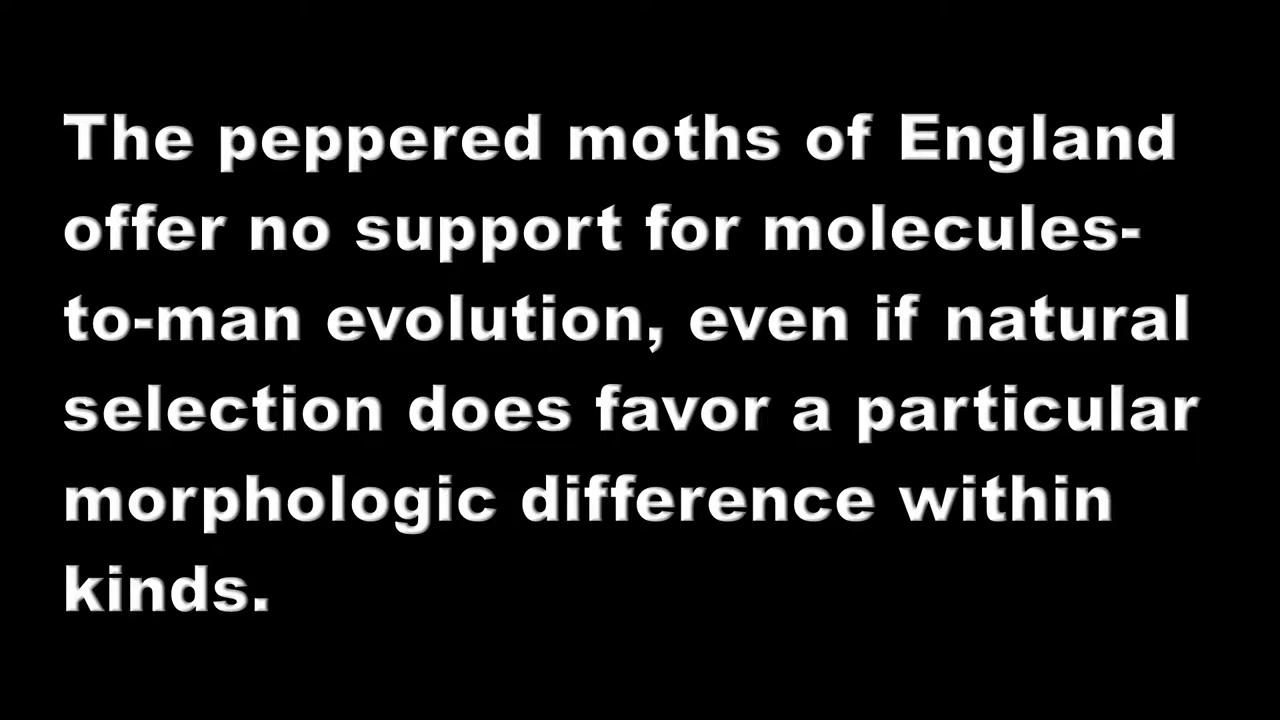 The peppered moths of England
offer no support for molecules-
to-man evolution, even if natural
selection does favor a particular
morphologic difference within
kinds.